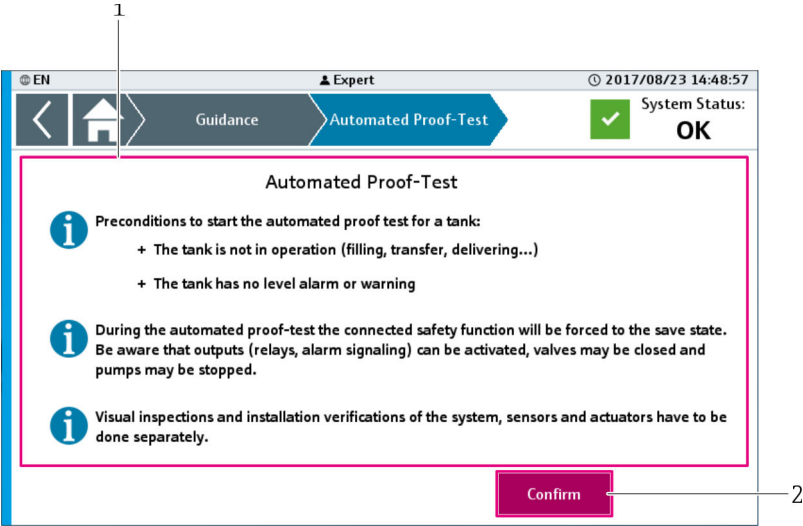 1
EN
Expert
2017/08/23 14:48:57
Guidance
Automated Proof-Test
System Status:
OK
Automated Proof-Test
Preconditions to start the automated proof test for a tank:
+ The tank is not in operation (filling, transfer, delivering...)
+ The tank has no level alarm or warning
During the automated proof-test the connected safety function will be forced to the save state.
Be aware that outputs (relays, alarm signaling) can be activated, valves may be closed and
pumps may be stopped.
Visual inspections and installation verifications of the system, sensors and actuators have to be
done separately.
Confirm
2